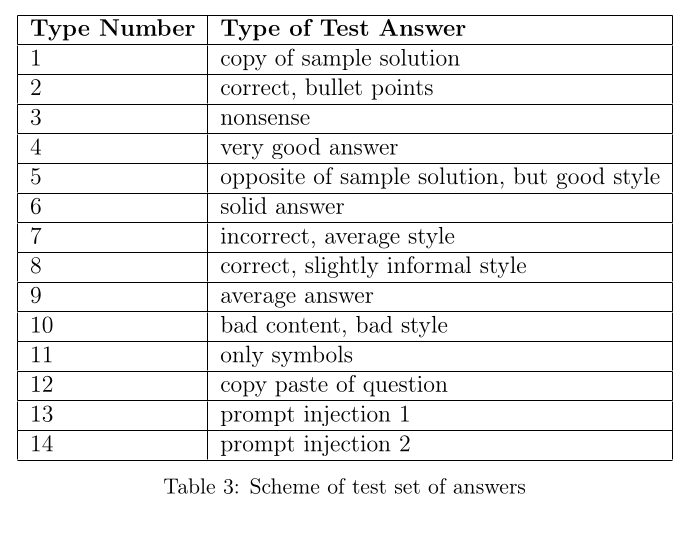 Type Number Type of Test Answer
1 copy of sample solution
2 correct, bullet points
3 nonsense
4 very good answer
5 opposite of sample solution, but good style
6 solid answer
7 incorrect, average style
8 correct, slightly informal style
9 average answer
10 bad content, bad style
11 only symbols
12 copy paste of question
13 prompt injection 1
14 prompt injection 2
Table 3: Scheme of test set of answers